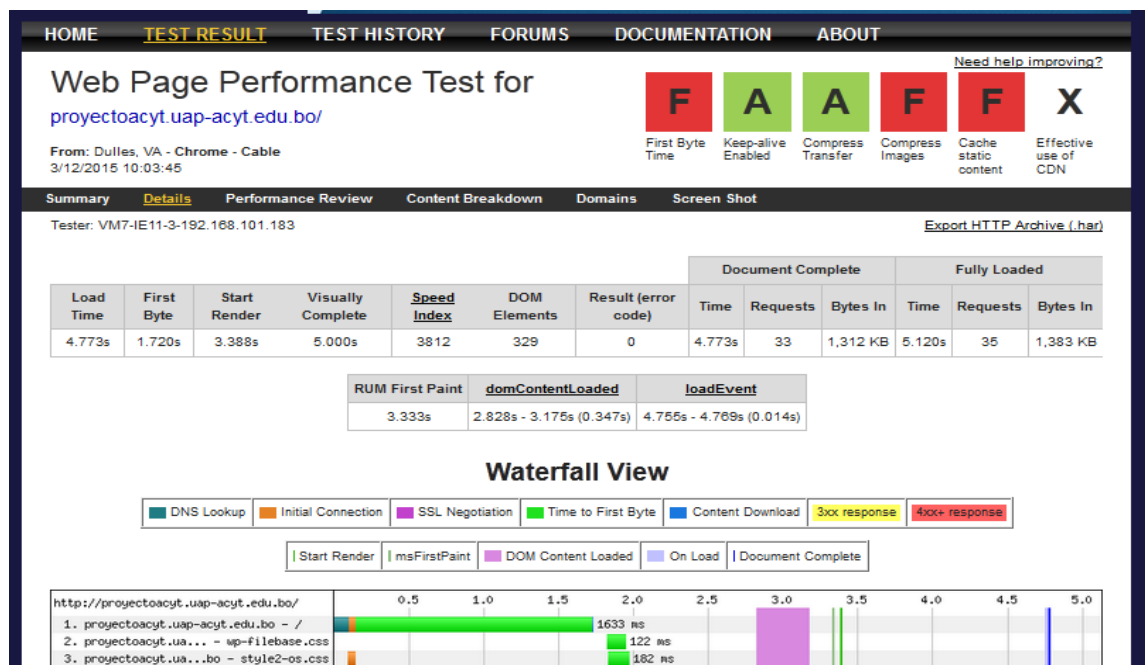 HOME TEST RESULT TEST HISTORY FORUMS DOCUMENTATION ABOUT
Need help improving?
Web Page Performance Test for
proyectoacyt.uap-acyt.edu.bo/
From: Dulles, VA - Chrome - Cable
3/12/2015 10:03:45
F A A F F X
First Byte Time Keep-alive Enabled Compress Transfer Compress Images Cache static content Effective use of CDN
Summary Details Performance Review Content Breakdown Domains Screen Shot
Tester: VM7-IE11-3-192.168.101.183
Export HTTP Archive (.har)
Document Complete Fully Loaded
Load Time First Byte Start Render Visually Complete Speed Index DOM Elements Result (error code) Time Requests Bytes In Time Requests Bytes In
4.773s 1.720s 3.388s 5.000s 3812 329 0 4.773s 33 1,312 KB 5.120s 35 1,383 KB
RUM First Paint domContentLoaded loadEvent
3.333s 2.828s - 3.175s (0.347s) 4.755s - 4.769s (0.014s)
Waterfall View
DNS Lookup Initial Connection SSL Negotiation Time to First Byte Content Download 3xx response 4xx+ response
Start Render msFirstPaint DOM Content Loaded On Load Document Complete
http://proyectoacyt.uap-acyt.edu.bo/ 0.5 1.0 1.5 2.0 2.5 3.0 3.5 4.0 4.5 5.0
1. proyectoacyt.uap-acyt.edu.bo - / 1633 ms
2. proyectoacyt.ua... - wp-filebase.css 122 ms
3. proyectoacyt.ua...bo - style2-os.css 182 ms